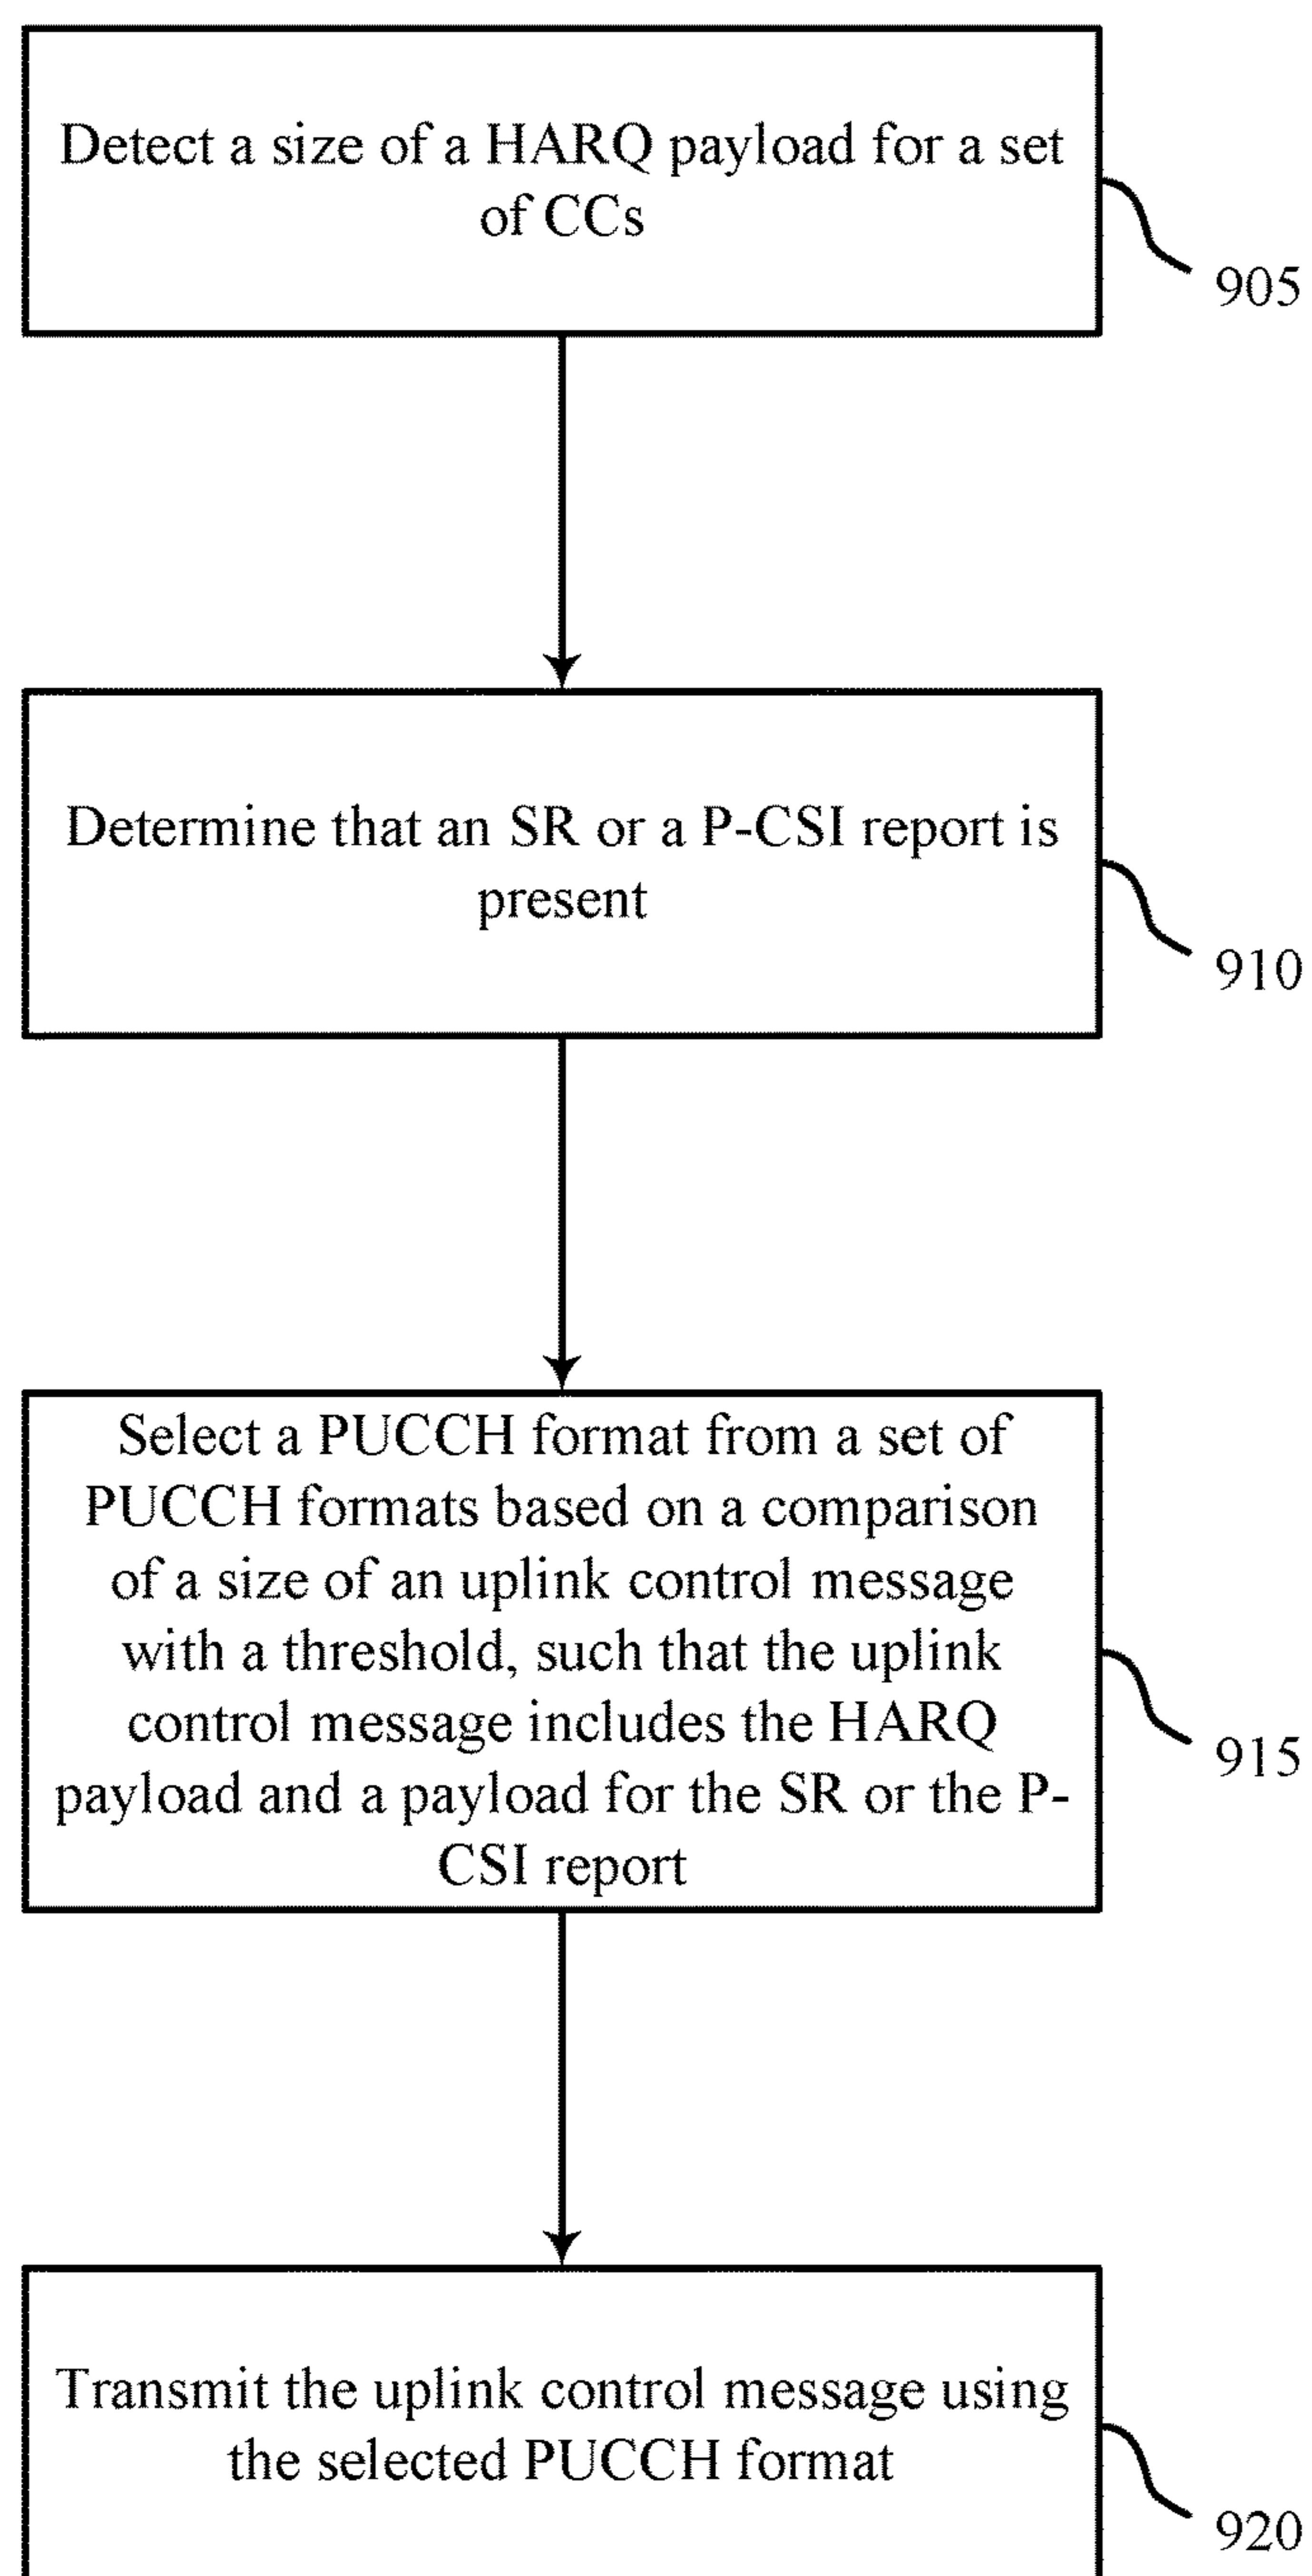 Detect a size of a HARQ payload for a set
of CCs
905
Determine that an SR or a P-CSI report is
present
910
Select a PUCCH format from a set of
PUCCH formats based on a comparison
of a size of an uplink control message
with a threshold, such that the uplink
control message includes the HARQ
payload and a payload for the SR or the P-
CSI report
915
Transmit the uplink control message using
the selected PUCCH format
920